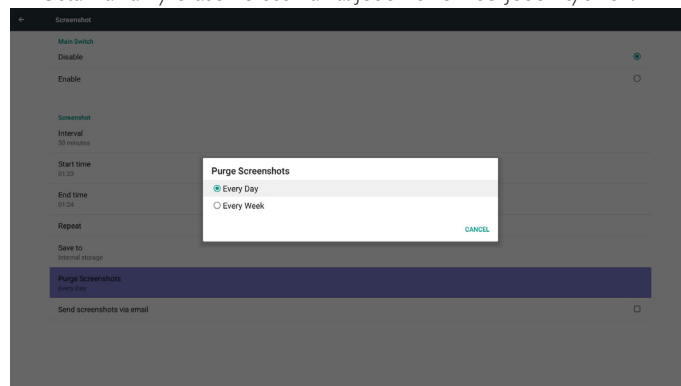 Screenshot
Main Switch
Disable
Enable
Screenshot
Interval
30 minutes
Start time
01:23
End time
01:24
Repeat
Save to
Internal storage
Purge Screenshots
Every Day
Send screenshots via email
Purge Screenshots
Every Day
Every Week
CANCEL